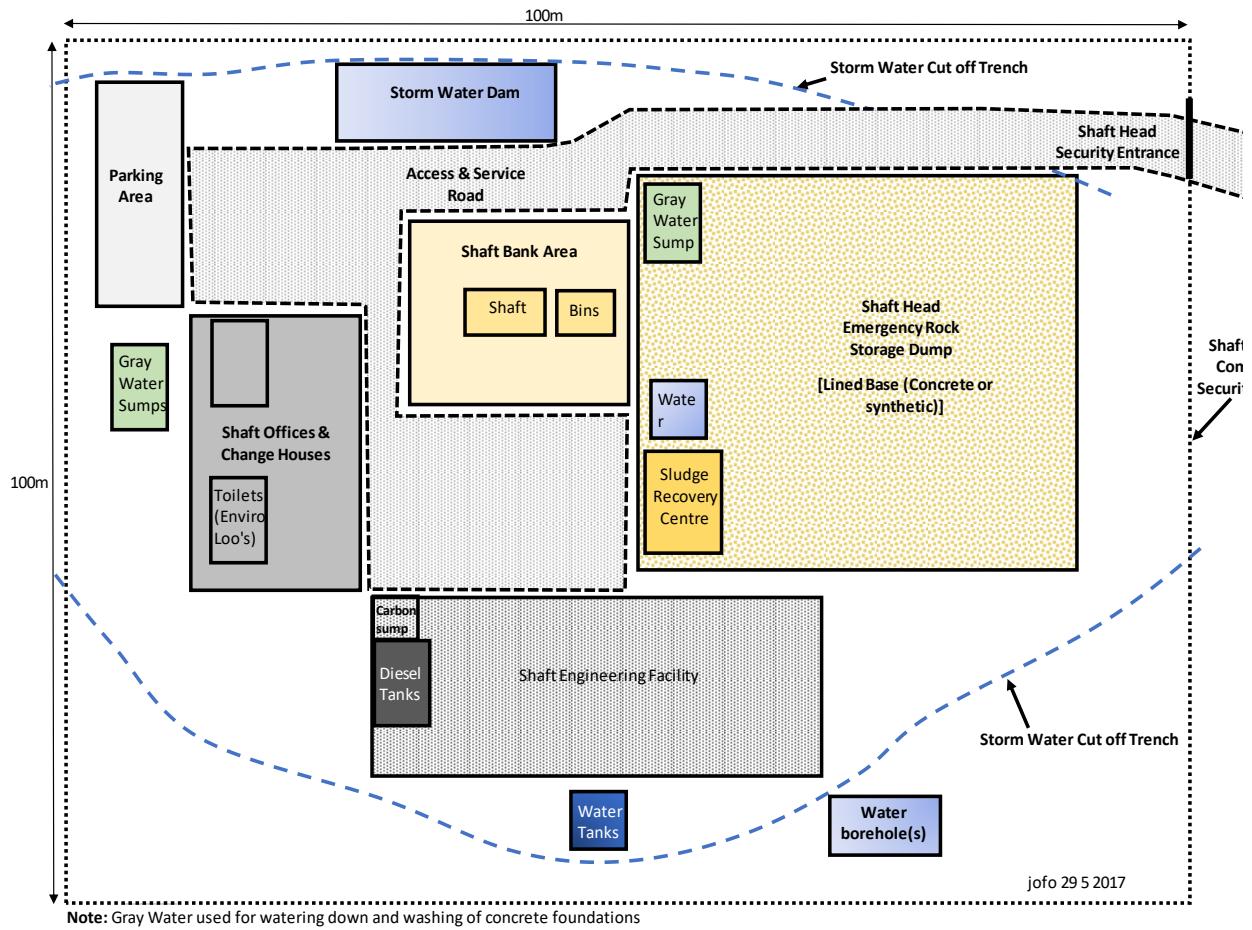 100m
Storm Water Cut off Trench
Storm Water Dam
Shaft Head
Security Entrance
Parking
Area
Access & Service
Road
Gray
Water
Sump
Shaft Bank Area
Shaft
Bins
Shaft Head
Emergency Rock
Storage Dump
[Lined Base (Concrete or
synthetic)]
Gray
Water
Sumps
Shaft
Com
Securit
Wate
r
Shaft Offices &
Change Houses
100m
Toilets
(Enviro
Loo's)
Sludge
Recovery
Centre
Carbon
sump
Diesel
Tanks
Shaft Engineering Facility
Storm Water Cut off Trench
Water
Tanks
Water
borehole(s)
jofo 29 5 2017
Note: Gray Water used for watering down and washing of concrete foundations